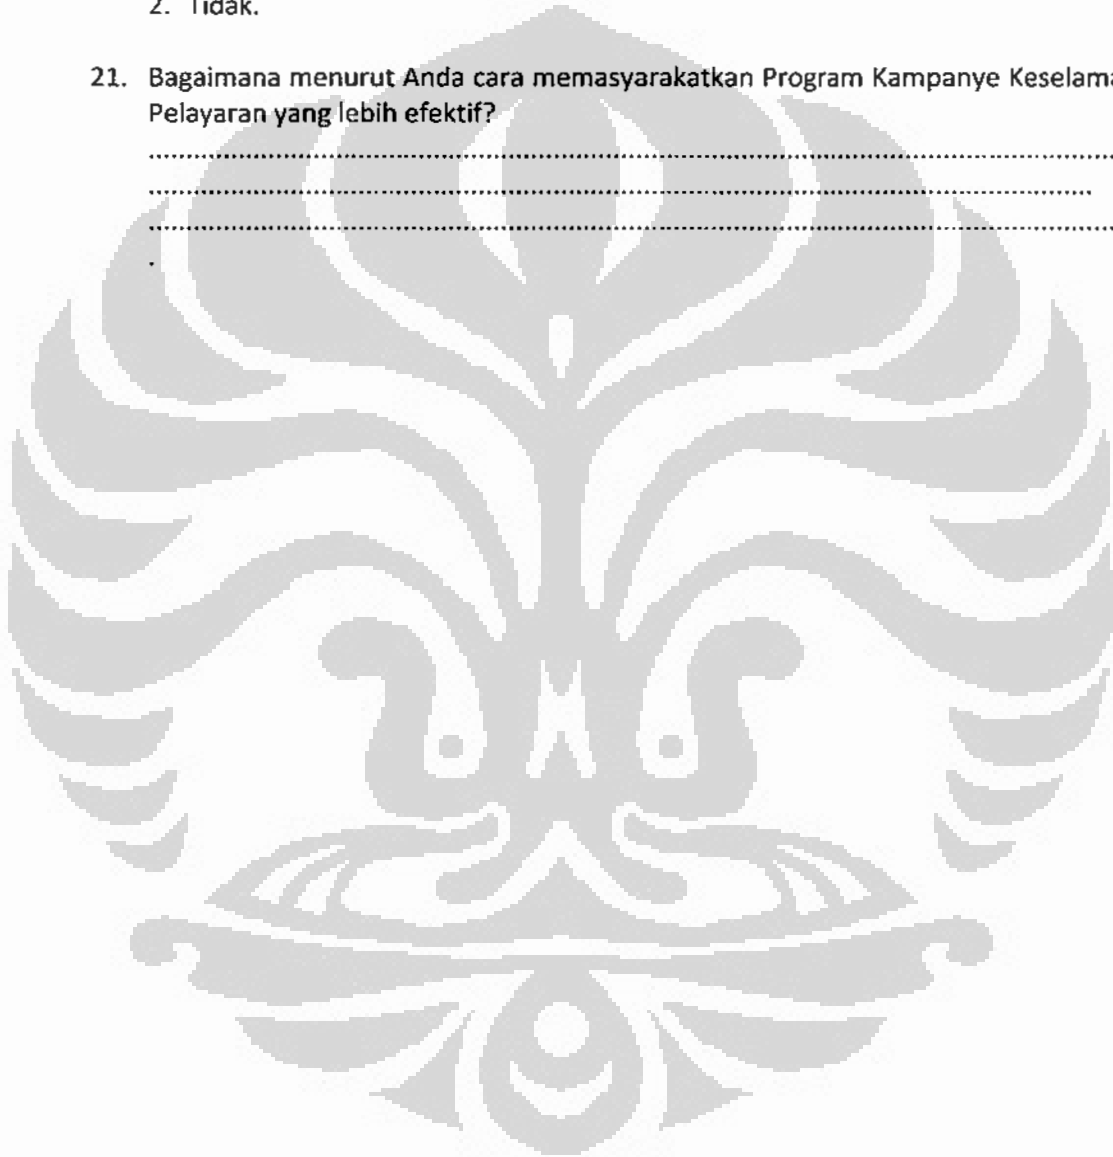 2. Tidak.
21. Bagaimana menurut Anda cara memasyarakatkan Program Kampanye Keselama
Pelayaran yang lebih efektif?